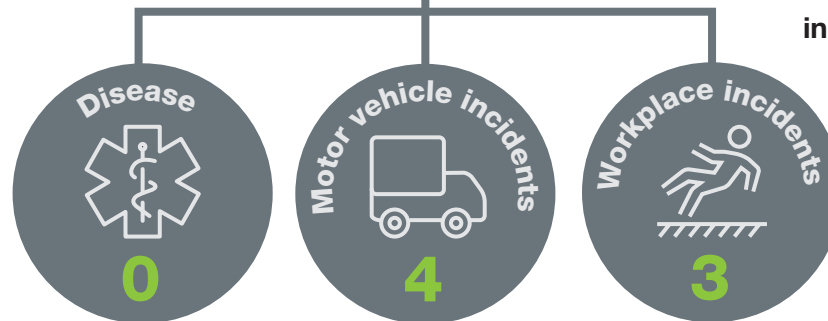 in
Disease
0
Motor vehicle incidents
4
Workplace incidents
3